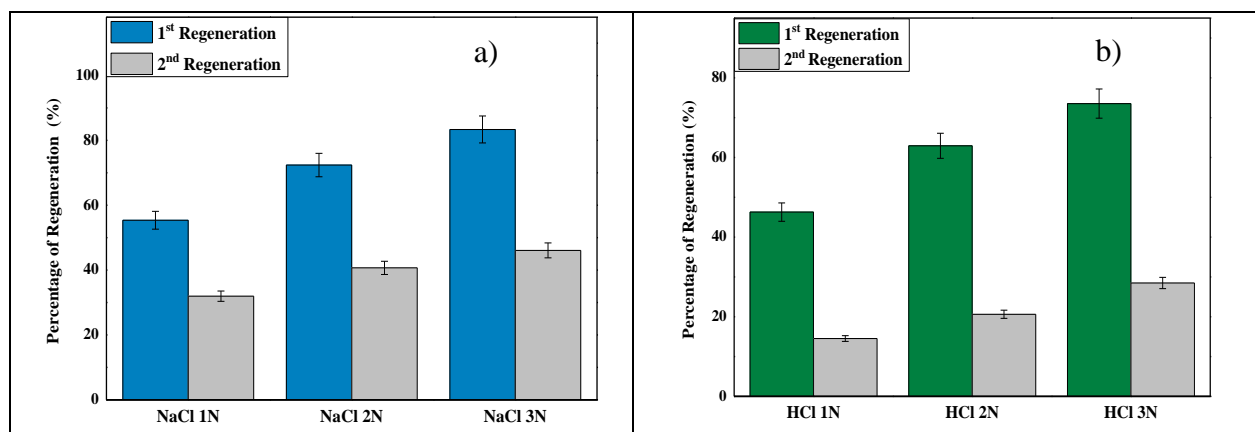 1st Regeneration
2nd Regeneration
a)
Percentage of Regeneration (%)
100
80
60
40
20
0
NaCl 1N NaCl 2N NaCl 3N
1st Regeneration
2nd Regeneration
b)
Percentage of Regeneration (%)
80
60
40
20
0
HCl 1N HCl 2N HCl 3N